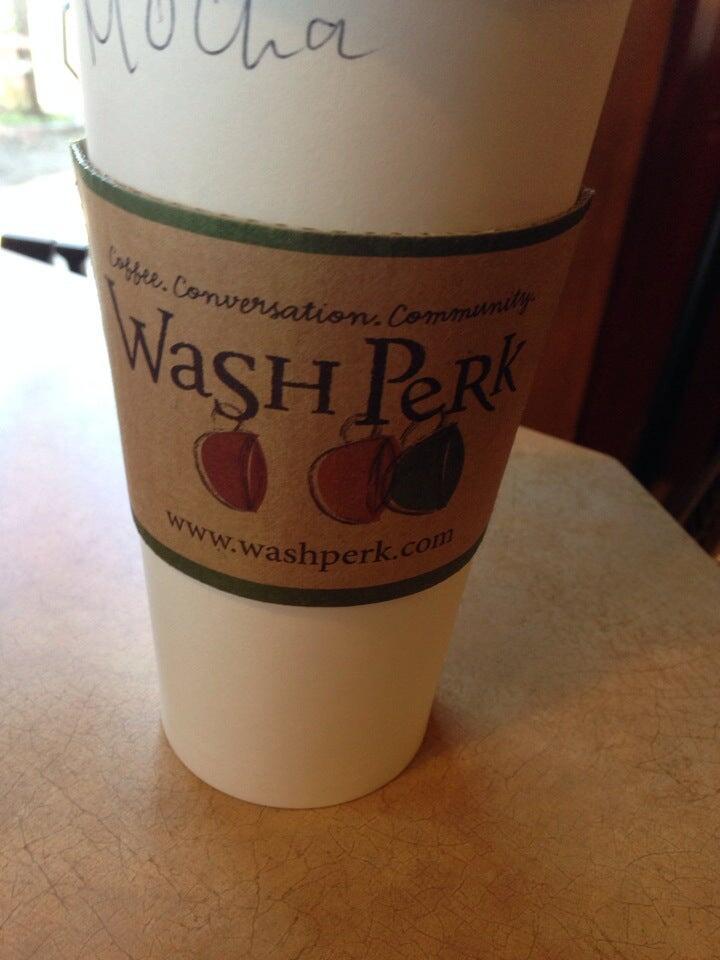 Mocha
Coffee. Conversation. Community.
WaSH PeRK
www.washperk.com